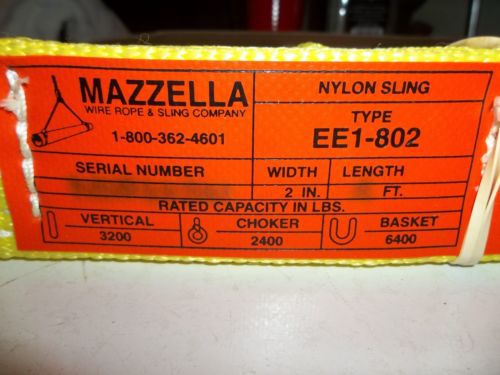 MAZZELLA
WIRE ROPE & SLING COMPANY
1-800-362-4601
NYLON SLING
TYPE
EE1-802
SERIAL NUMBER
WIDTH
2 IN.
LENGTH
FT.
RATED CAPACITY IN LBS.
VERTICAL
3200
CHOKER
2400
BASKET
6400